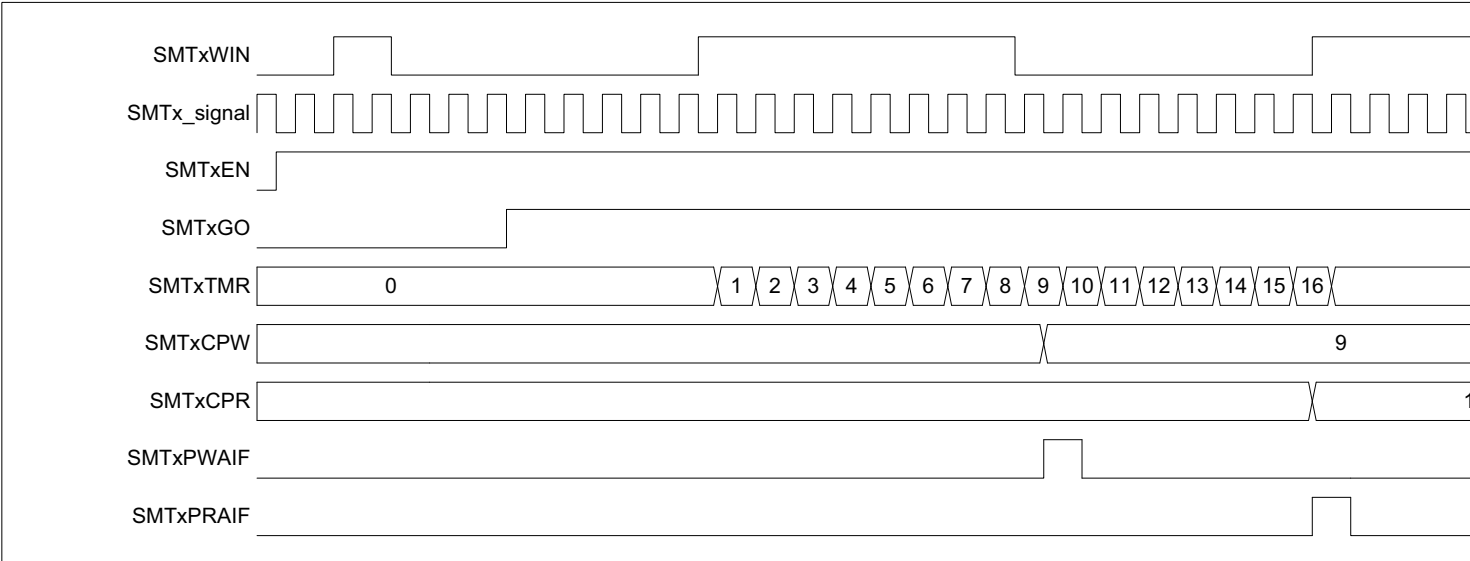 SMTxWIN
SMTx_signal
SMTxEN
SMTxGO
SMTxTMR 0 1 2 3 4 5 6 7 8 9 10 11 12 13 14 15 16
SMTxCPW 9
SMTxCPR
SMTxPWAIF
SMTxPRAIF